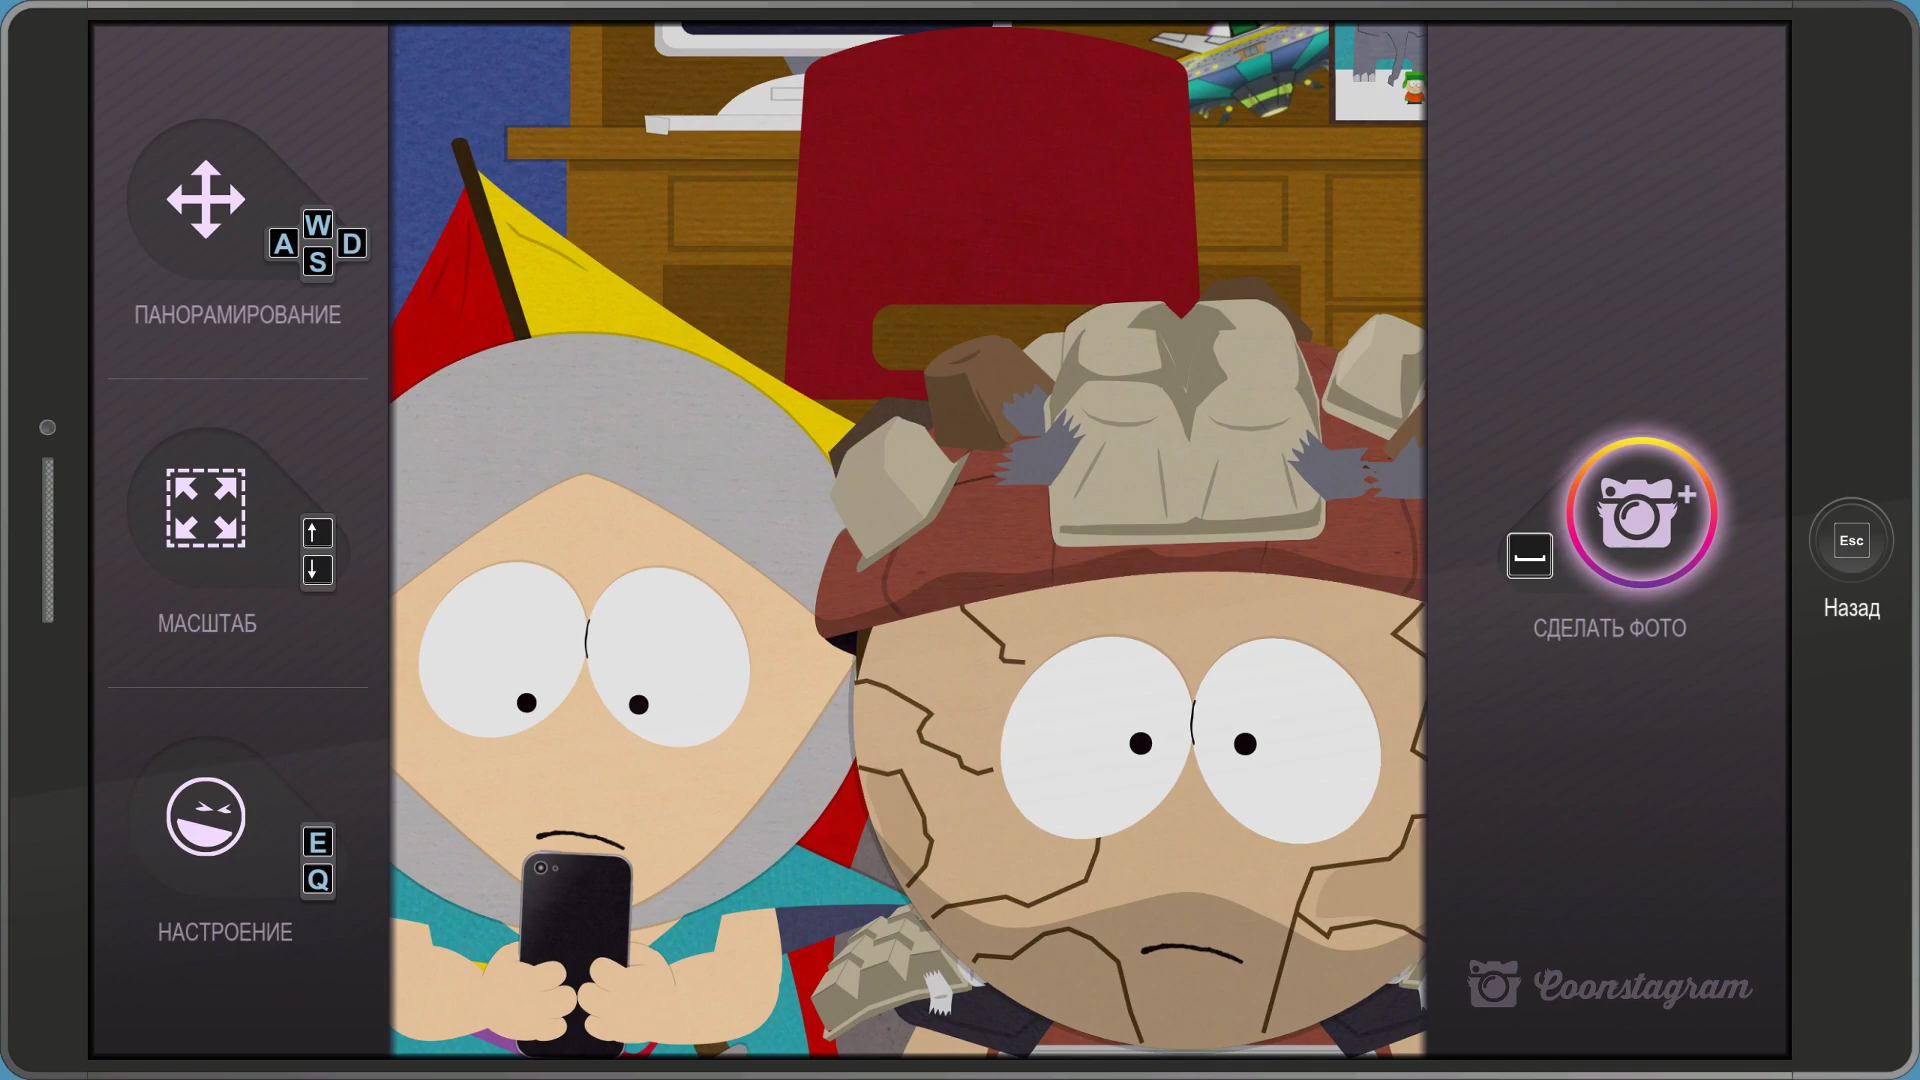 W
A S D
ПАНОРАМИРОВАНИЕ
↑
↓
МАСШТАБ
E
Q
НАСТРОЕНИЕ
СДЕЛАТЬ ФОТО
Esc
Назад
Coonstagram